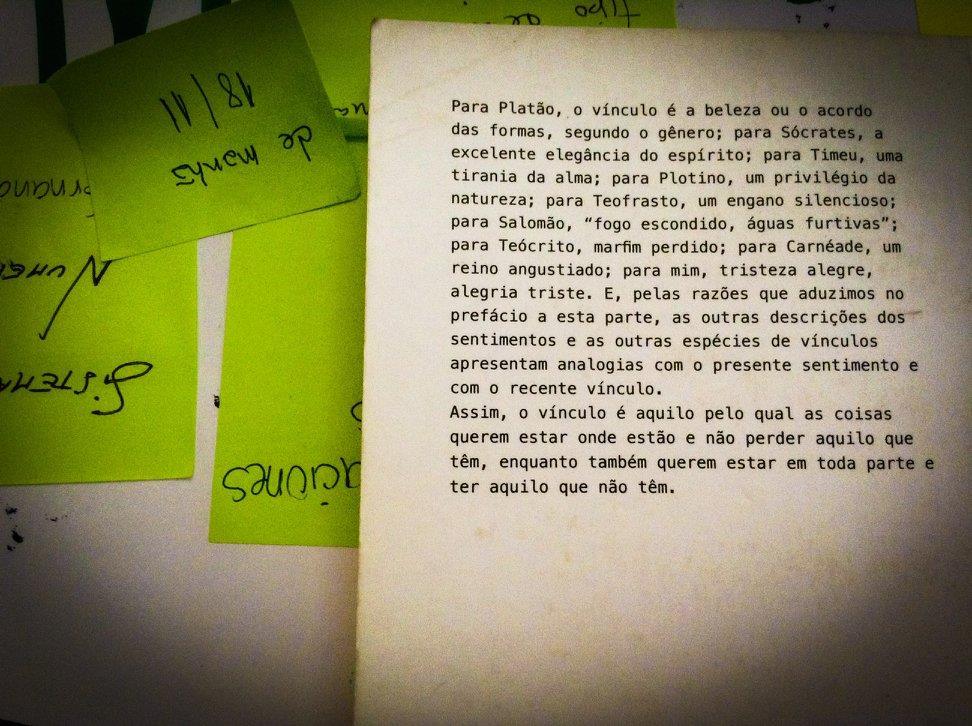 Para Platão, o vínculo é a beleza ou o acordo
das formas, segundo o gênero; para Sócrates, a
excelente elegância do espírito; para Timeu, uma
tirania da alma; para Plotino, um privilégio da
natureza; para Teofrasto, um engano silencioso;
para Salomão, “fogo escondido, águas furtivas”;
para Teócrito, marfim perdido; para Carnéade, um
reino angustiado; para mim, tristeza alegre,
alegria triste. E, pelas razões que aduzimos no
prefácio a esta parte, as outras descrições dos
sentimentos e as outras espécies de vínculos
apresentam analogias com o presente sentimento e
com o recente vínculo.
Assim, o vínculo é aquilo pelo qual as coisas
querem estar onde estão e não perder aquilo que
têm, enquanto também querem estar em toda parte e
ter aquilo que não têm.
tipo de
de manhã
18/11